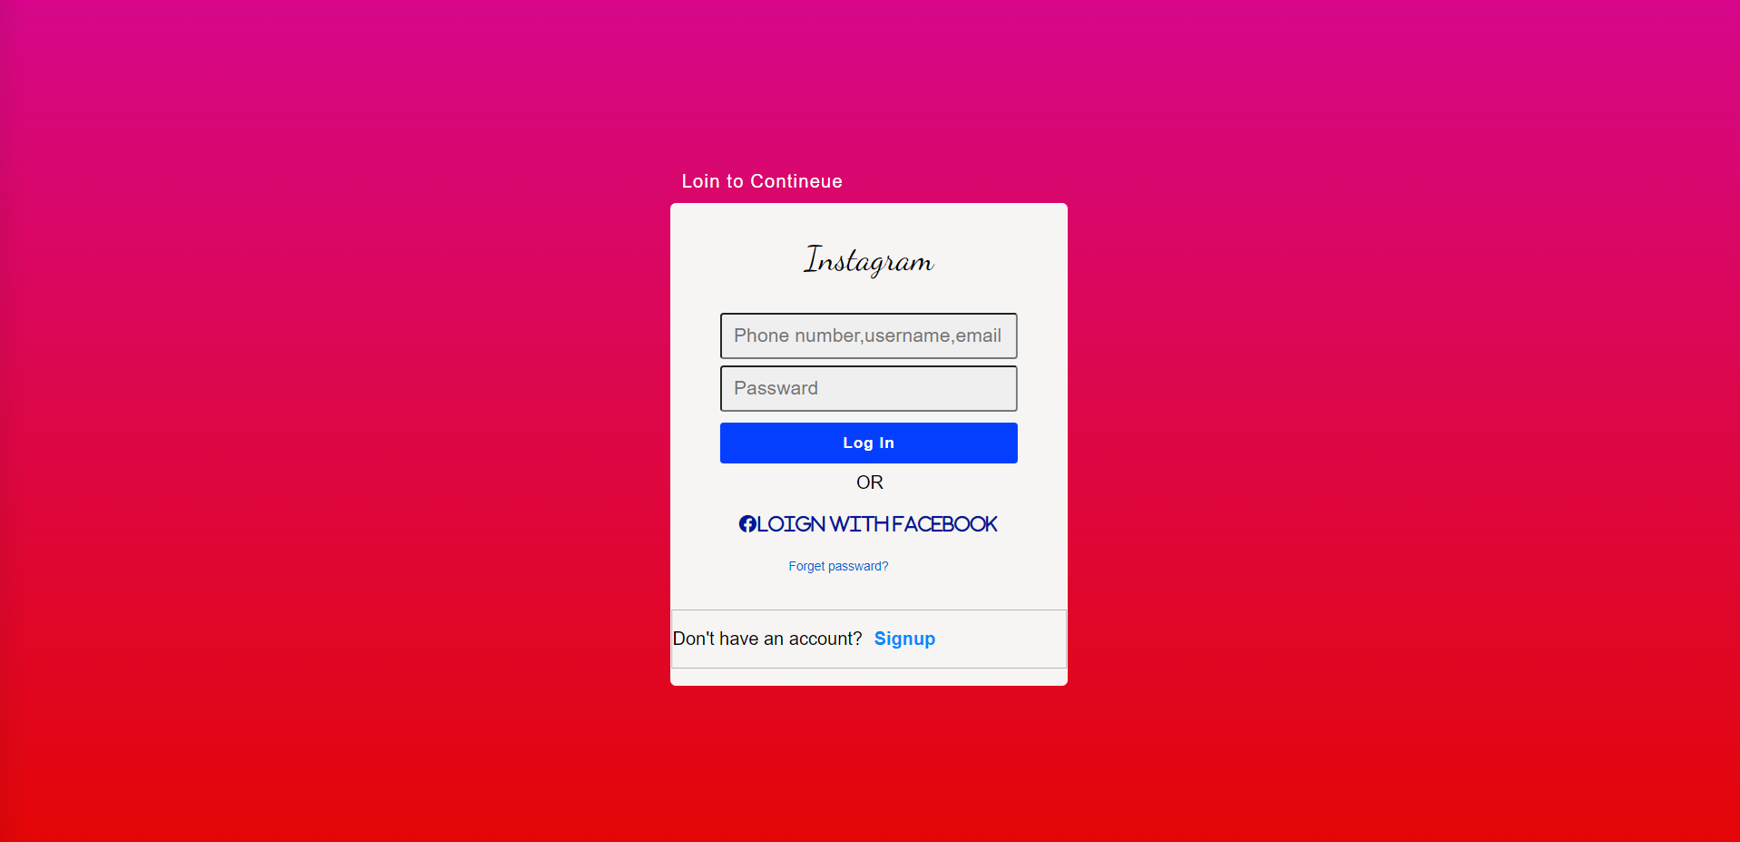 Loin to Contineue
Instagram
Phone number,username,email
Passward
Log In
OR
LOIGN WITH FACEBOOK
Forget password?
Don't have an account? Signup